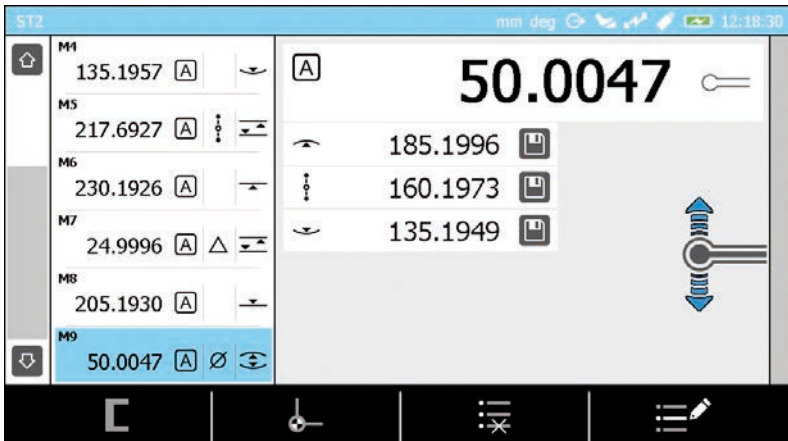 ST2
mm deg
12:18:30
M4
135.1957 A
M5
217.6927 A
M6
230.1926 A
M7
24.9996 A
M8
205.1930 A
M9
50.0047 A Ø
A
50.0047
185.1996
160.1973
135.1949